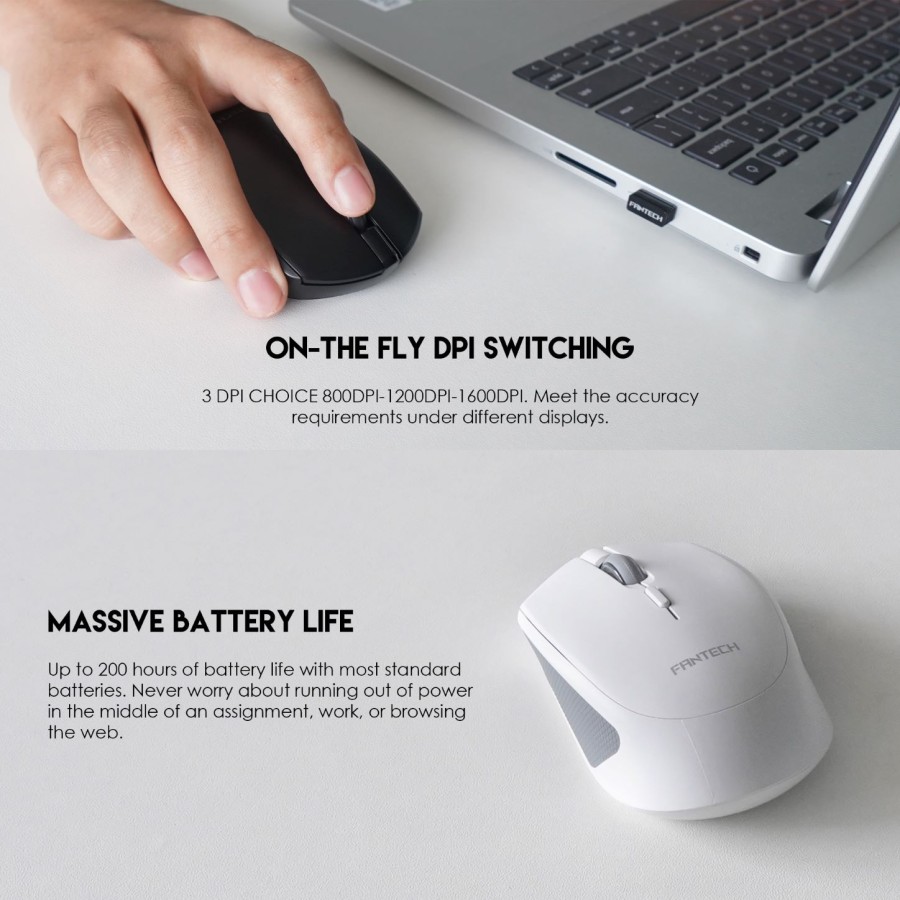 FANTECH
ON-THE FLY DPI SWITCHING
3 DPI CHOICE 800DPI-1200DPI-1600DPI. Meet the accuracy
requirements under different displays.
MASSIVE BATTERY LIFE
Up to 200 hours of battery life with most standard
batteries. Never worry about running out of power
in the middle of an assignment, work, or browsing
the web.
FANTECH